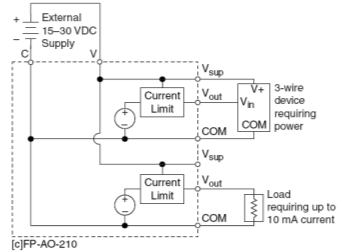 + External
15–30 VDC
– Supply
C V
Vsup
V+
3-wire
device
requiring
power
Current
Limit
Vout
Vin
+
–
COM
COM
Vsup
Current
Limit
Vout
+
–
Load
requiring up to
10 mA current
COM
[c]FP-AO-210